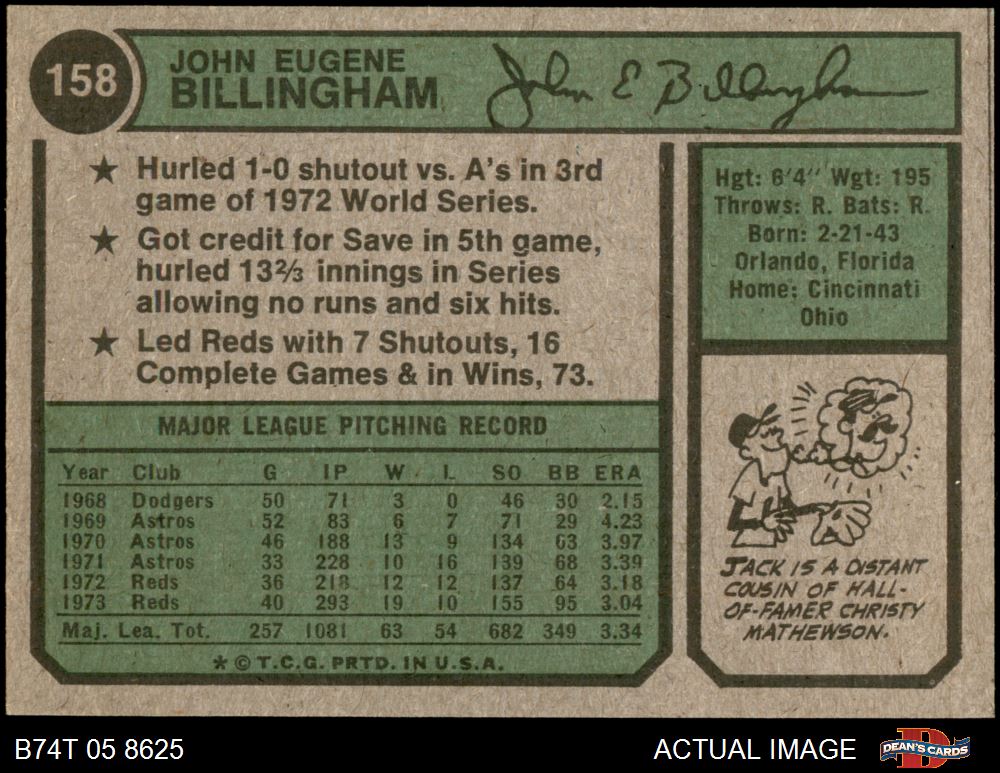 158
JOHN EUGENE
BILLINGHAM
John E Billingham
★ Hurled 1-0 shutout vs. A's in 3rd
game of 1972 World Series.
★ Got credit for Save in 5th game,
hurled 13⅔ innings in Series
allowing no runs and six hits.
★ Led Reds with 7 Shutouts, 16
Complete Games & in Wins, 73.
Hgt: 6'4" Wgt: 195
Throws: R. Bats: R.
Born: 2-21-43
Orlando, Florida
Home: Cincinnati
Ohio
MAJOR LEAGUE PITCHING RECORD
Year Club G IP W L SO BB ERA
1968 Dodgers 50 71 3 0 46 30 2.15
1969 Astros 52 83 6 7 71 29 4.23
1970 Astros 46 188 13 9 134 63 3.97
1971 Astros 33 228 10 16 139 68 3.39
1972 Reds 36 218 12 12 137 64 3.18
1973 Reds 40 293 19 10 155 95 3.04
Maj. Lea. Tot. 257 1081 63 54 682 349 3.34
* © T.C.G. PRTD. IN U.S.A.
JACK IS A DISTANT
COUSIN OF HALL-
OF-FAMER CHRISTY
MATHEWSON.
B74T 05 8625
ACTUAL IMAGE
DEAN'S CARDS